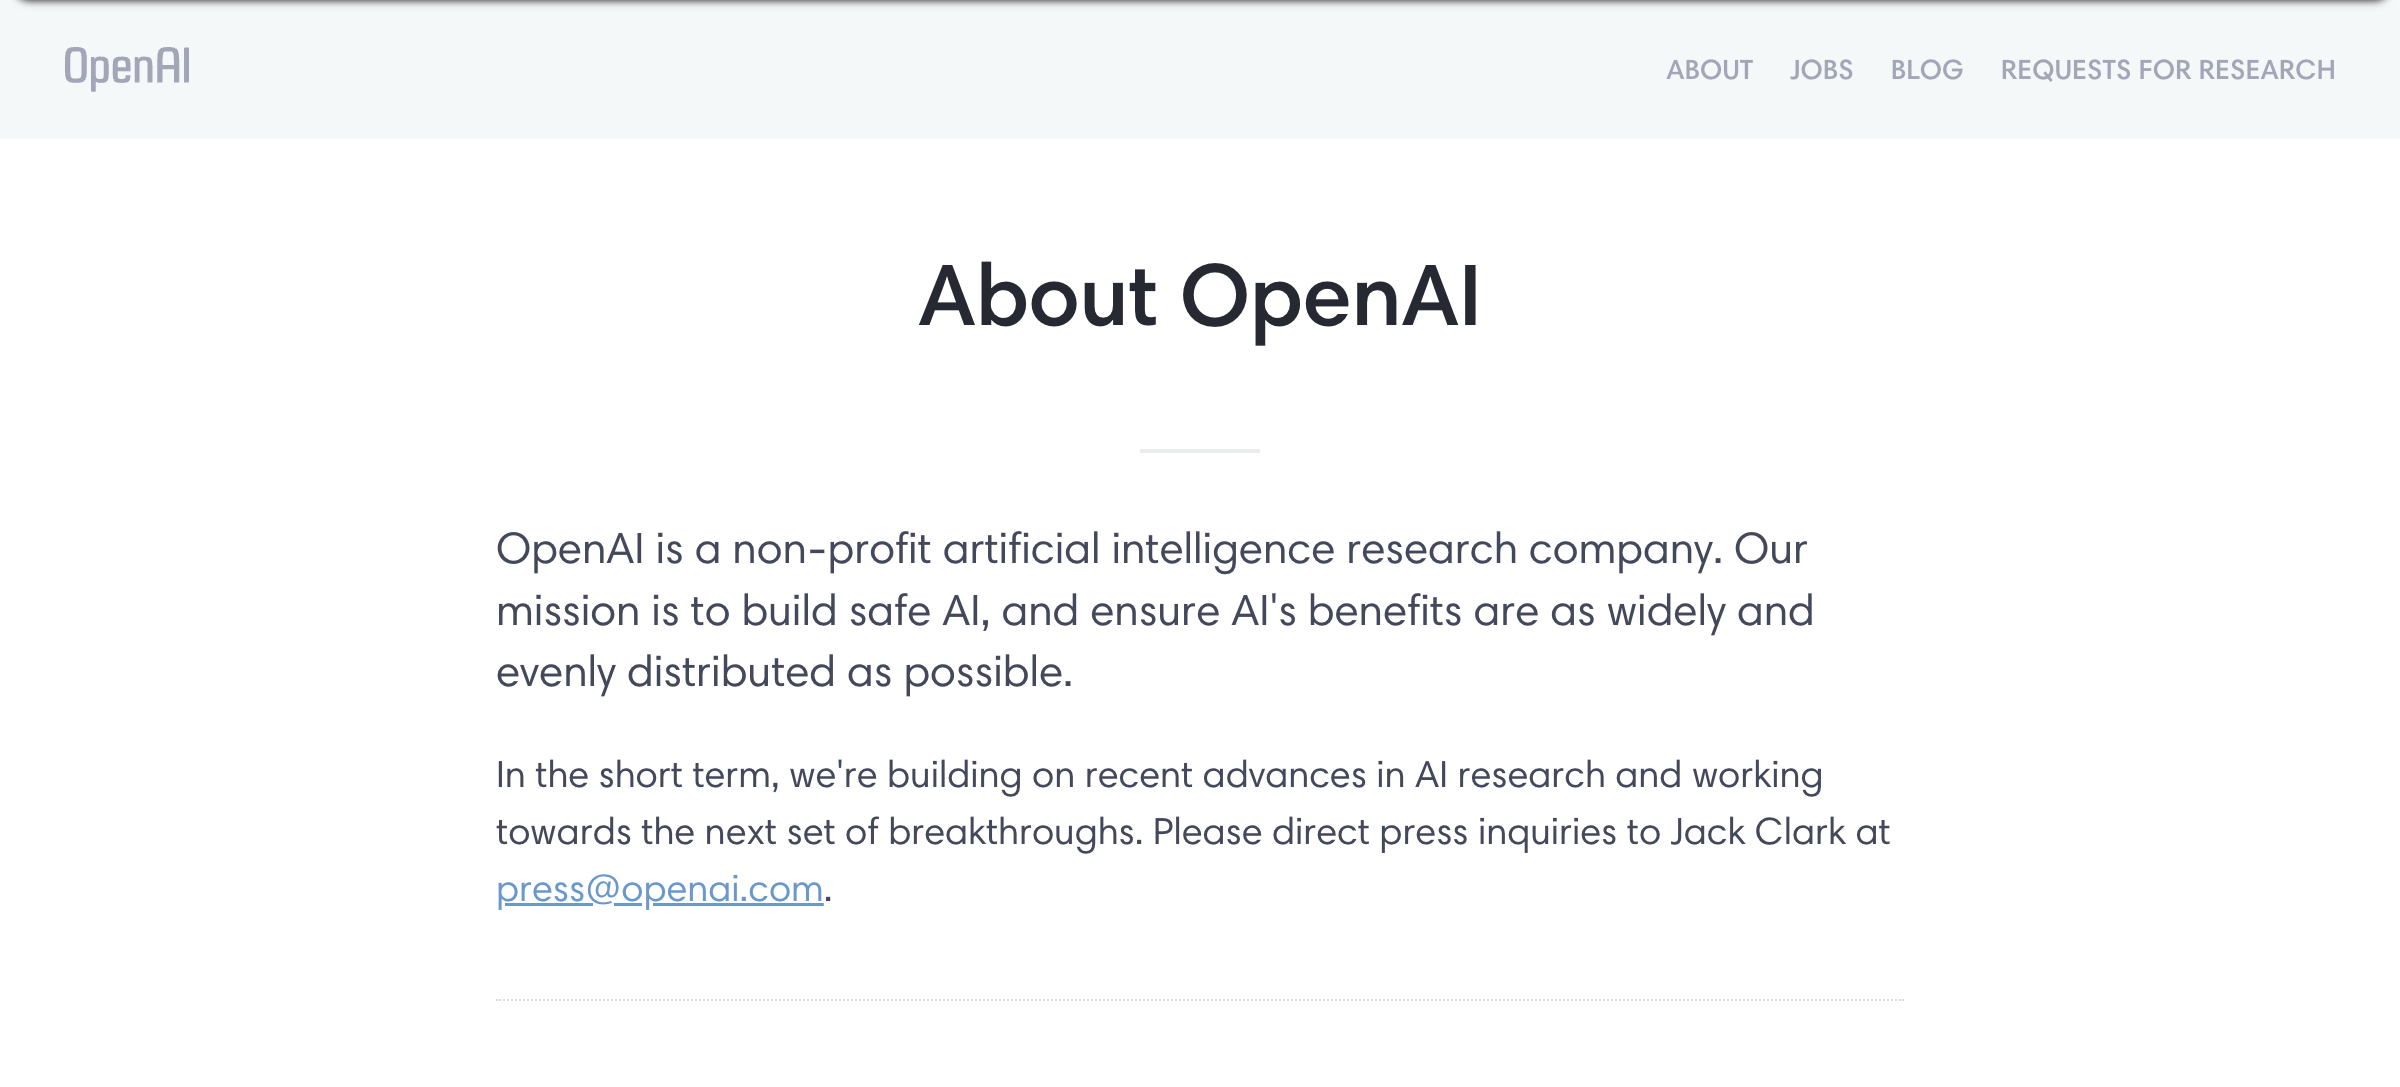 OpenAI
ABOUT JOBS BLOG REQUESTS FOR RESEARCH
About OpenAI
OpenAI is a non-profit artificial intelligence research company. Our
mission is to build safe AI, and ensure AI's benefits are as widely and
evenly distributed as possible.
In the short term, we're building on recent advances in AI research and working
towards the next set of breakthroughs. Please direct press inquiries to Jack Clark at
press@openai.com.